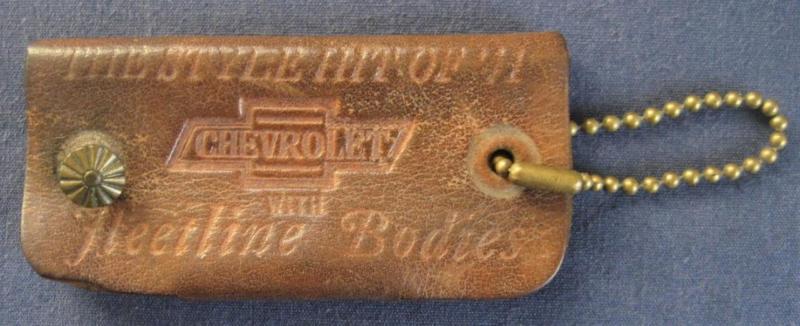 THE STYLE HIT OF '41
CHEVROLET
WITH
Fleetline Bodies